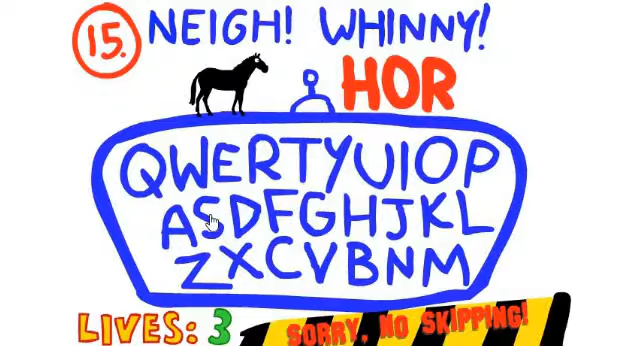 15. NEIGH! WHINNY!
HOR
QWERTYUIOP
ASDFGHJKL
ZXCVBNM
LIVES: 3
SORRY, NO SKIPPING!